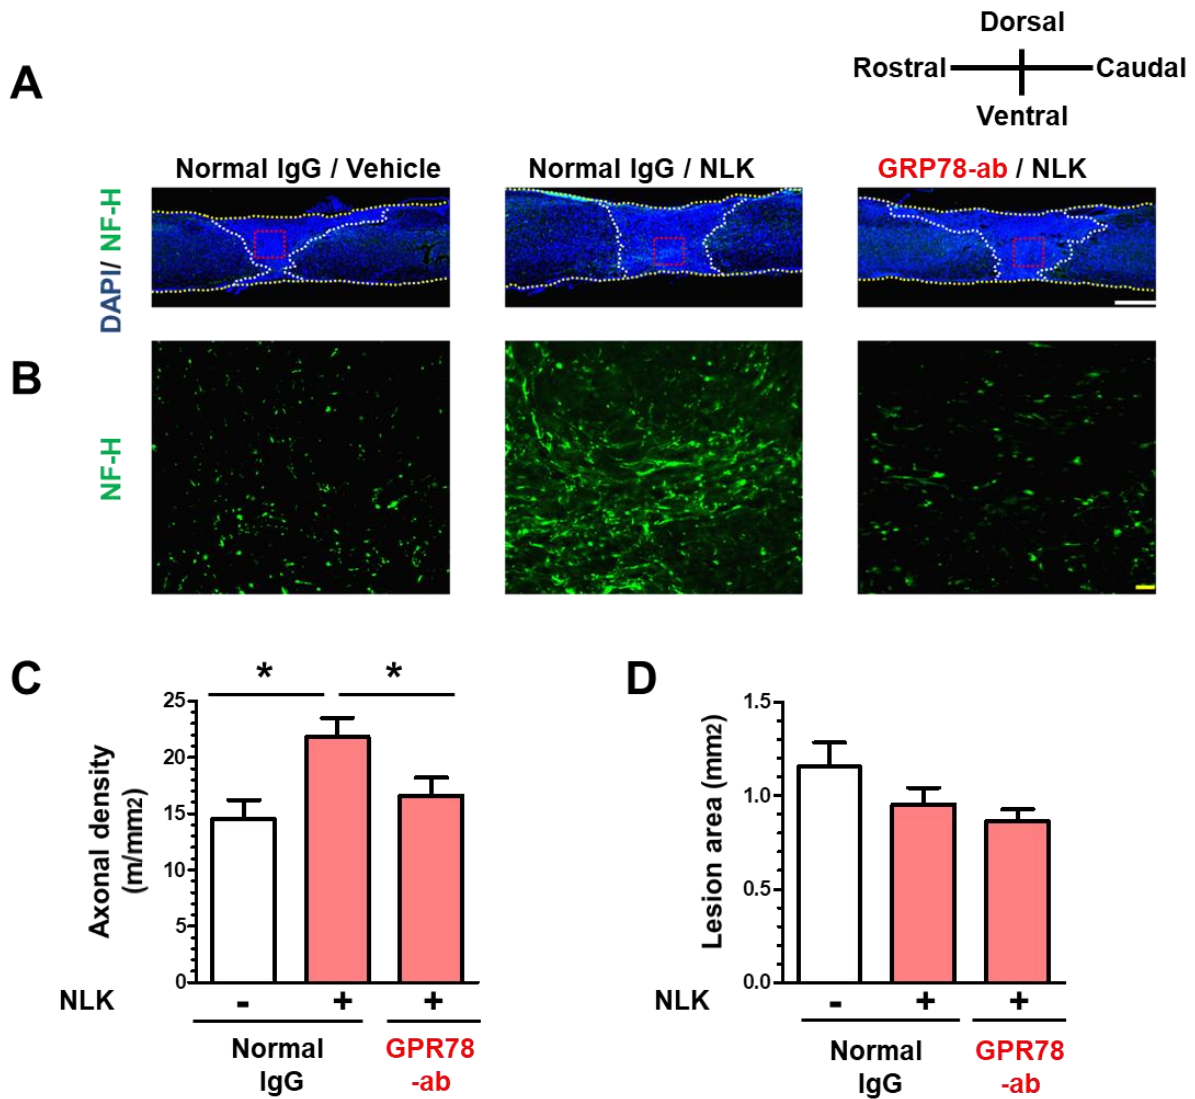 Dorsal
Rostral Caudal
Ventral
A
Normal IgG / Vehicle
Normal IgG / NLK
GRP78-ab / NLK
DAPI/ NF-H
B
NF-H
C
* *
Axonal density
(m/mm2)
25
20
15
10
5
0
NLK - + +
Normal
IgG
GPR78
-ab
D
Lesion area (mm2)
1.5
1.0
0.5
0.0
NLK - + +
Normal
IgG
GPR78
-ab